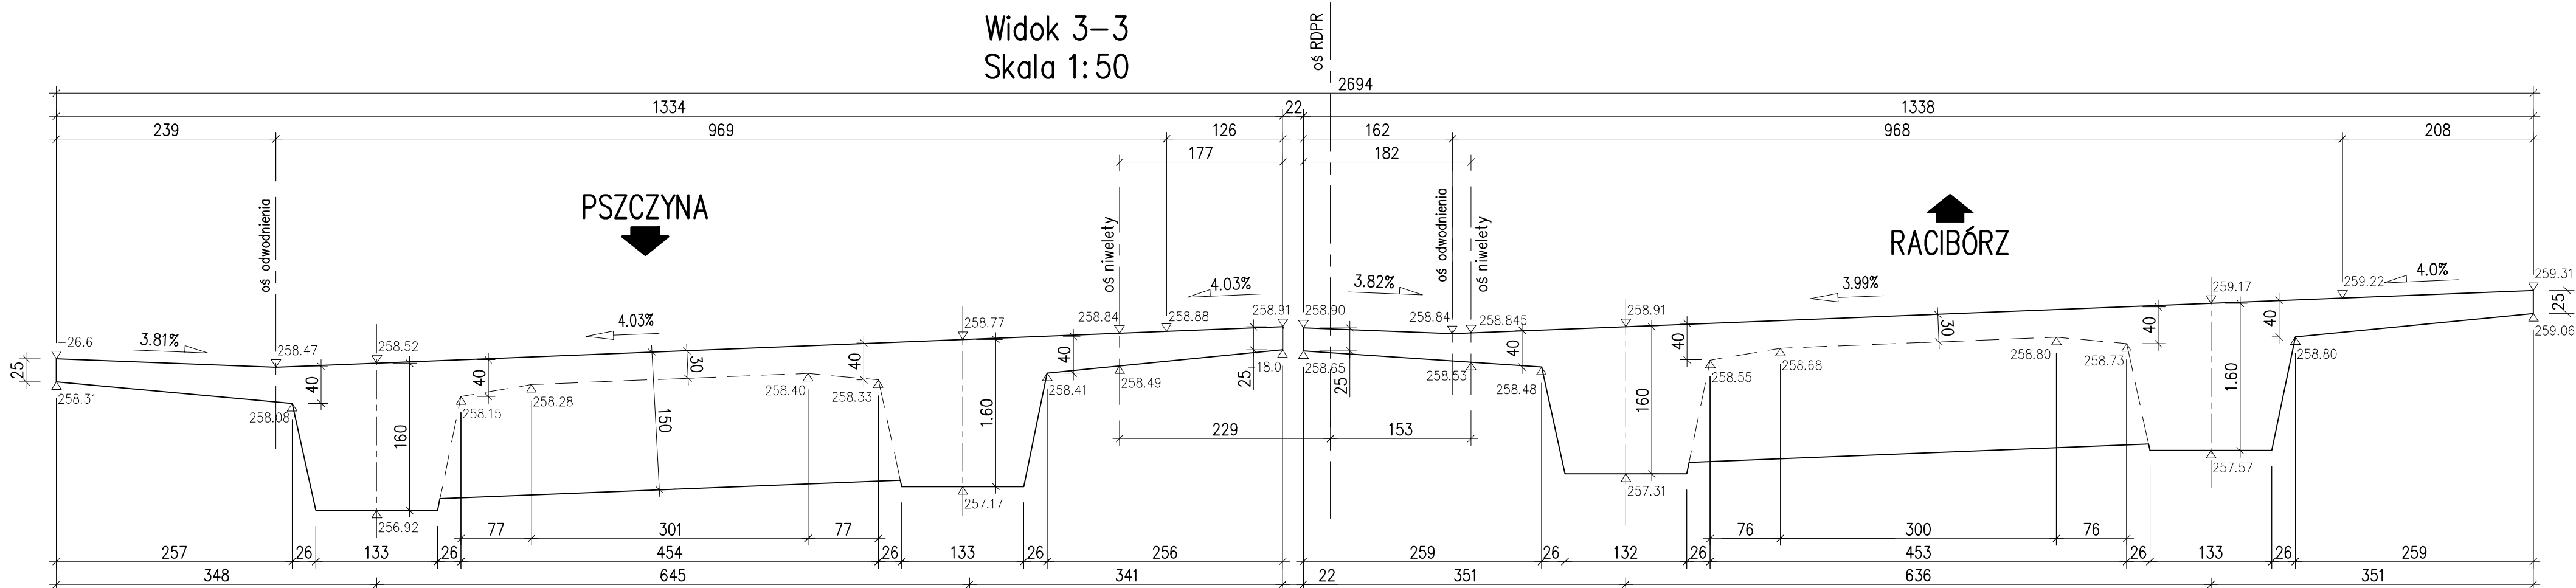 Widok 3-3
Skala 1:50
oś RDPR
2694
1334 22 1338
239 969 126 162 968 208
177 182
PSZCZYNA
RACIBÓRZ
oś odwodnienia
oś niwelety
oś odwodnienia
oś niwelety
3.81% 4.03% 4.03% 3.82% 3.99% 4.0%
-26.6 258.47 258.52 258.77 258.84 258.88 258.91 258.90 258.84 258.845 258.91 259.17 259.22 259.31
25 40 160 40 150 30 40 1.60 40 25 25 40 160 40 30 40 1.60 40 25
258.31 258.08 258.15 258.28 258.40 258.33 258.41 258.49 -18.0 258.65 258.53 258.48 258.55 258.68 258.80 258.73 258.80 259.06
256.92 257.17 257.31 257.57
229 153
77 301 77 76 300 76
257 26 133 26 454 26 133 26 256 259 26 132 26 453 26 133 26 259
348 645 341 22 351 636 351